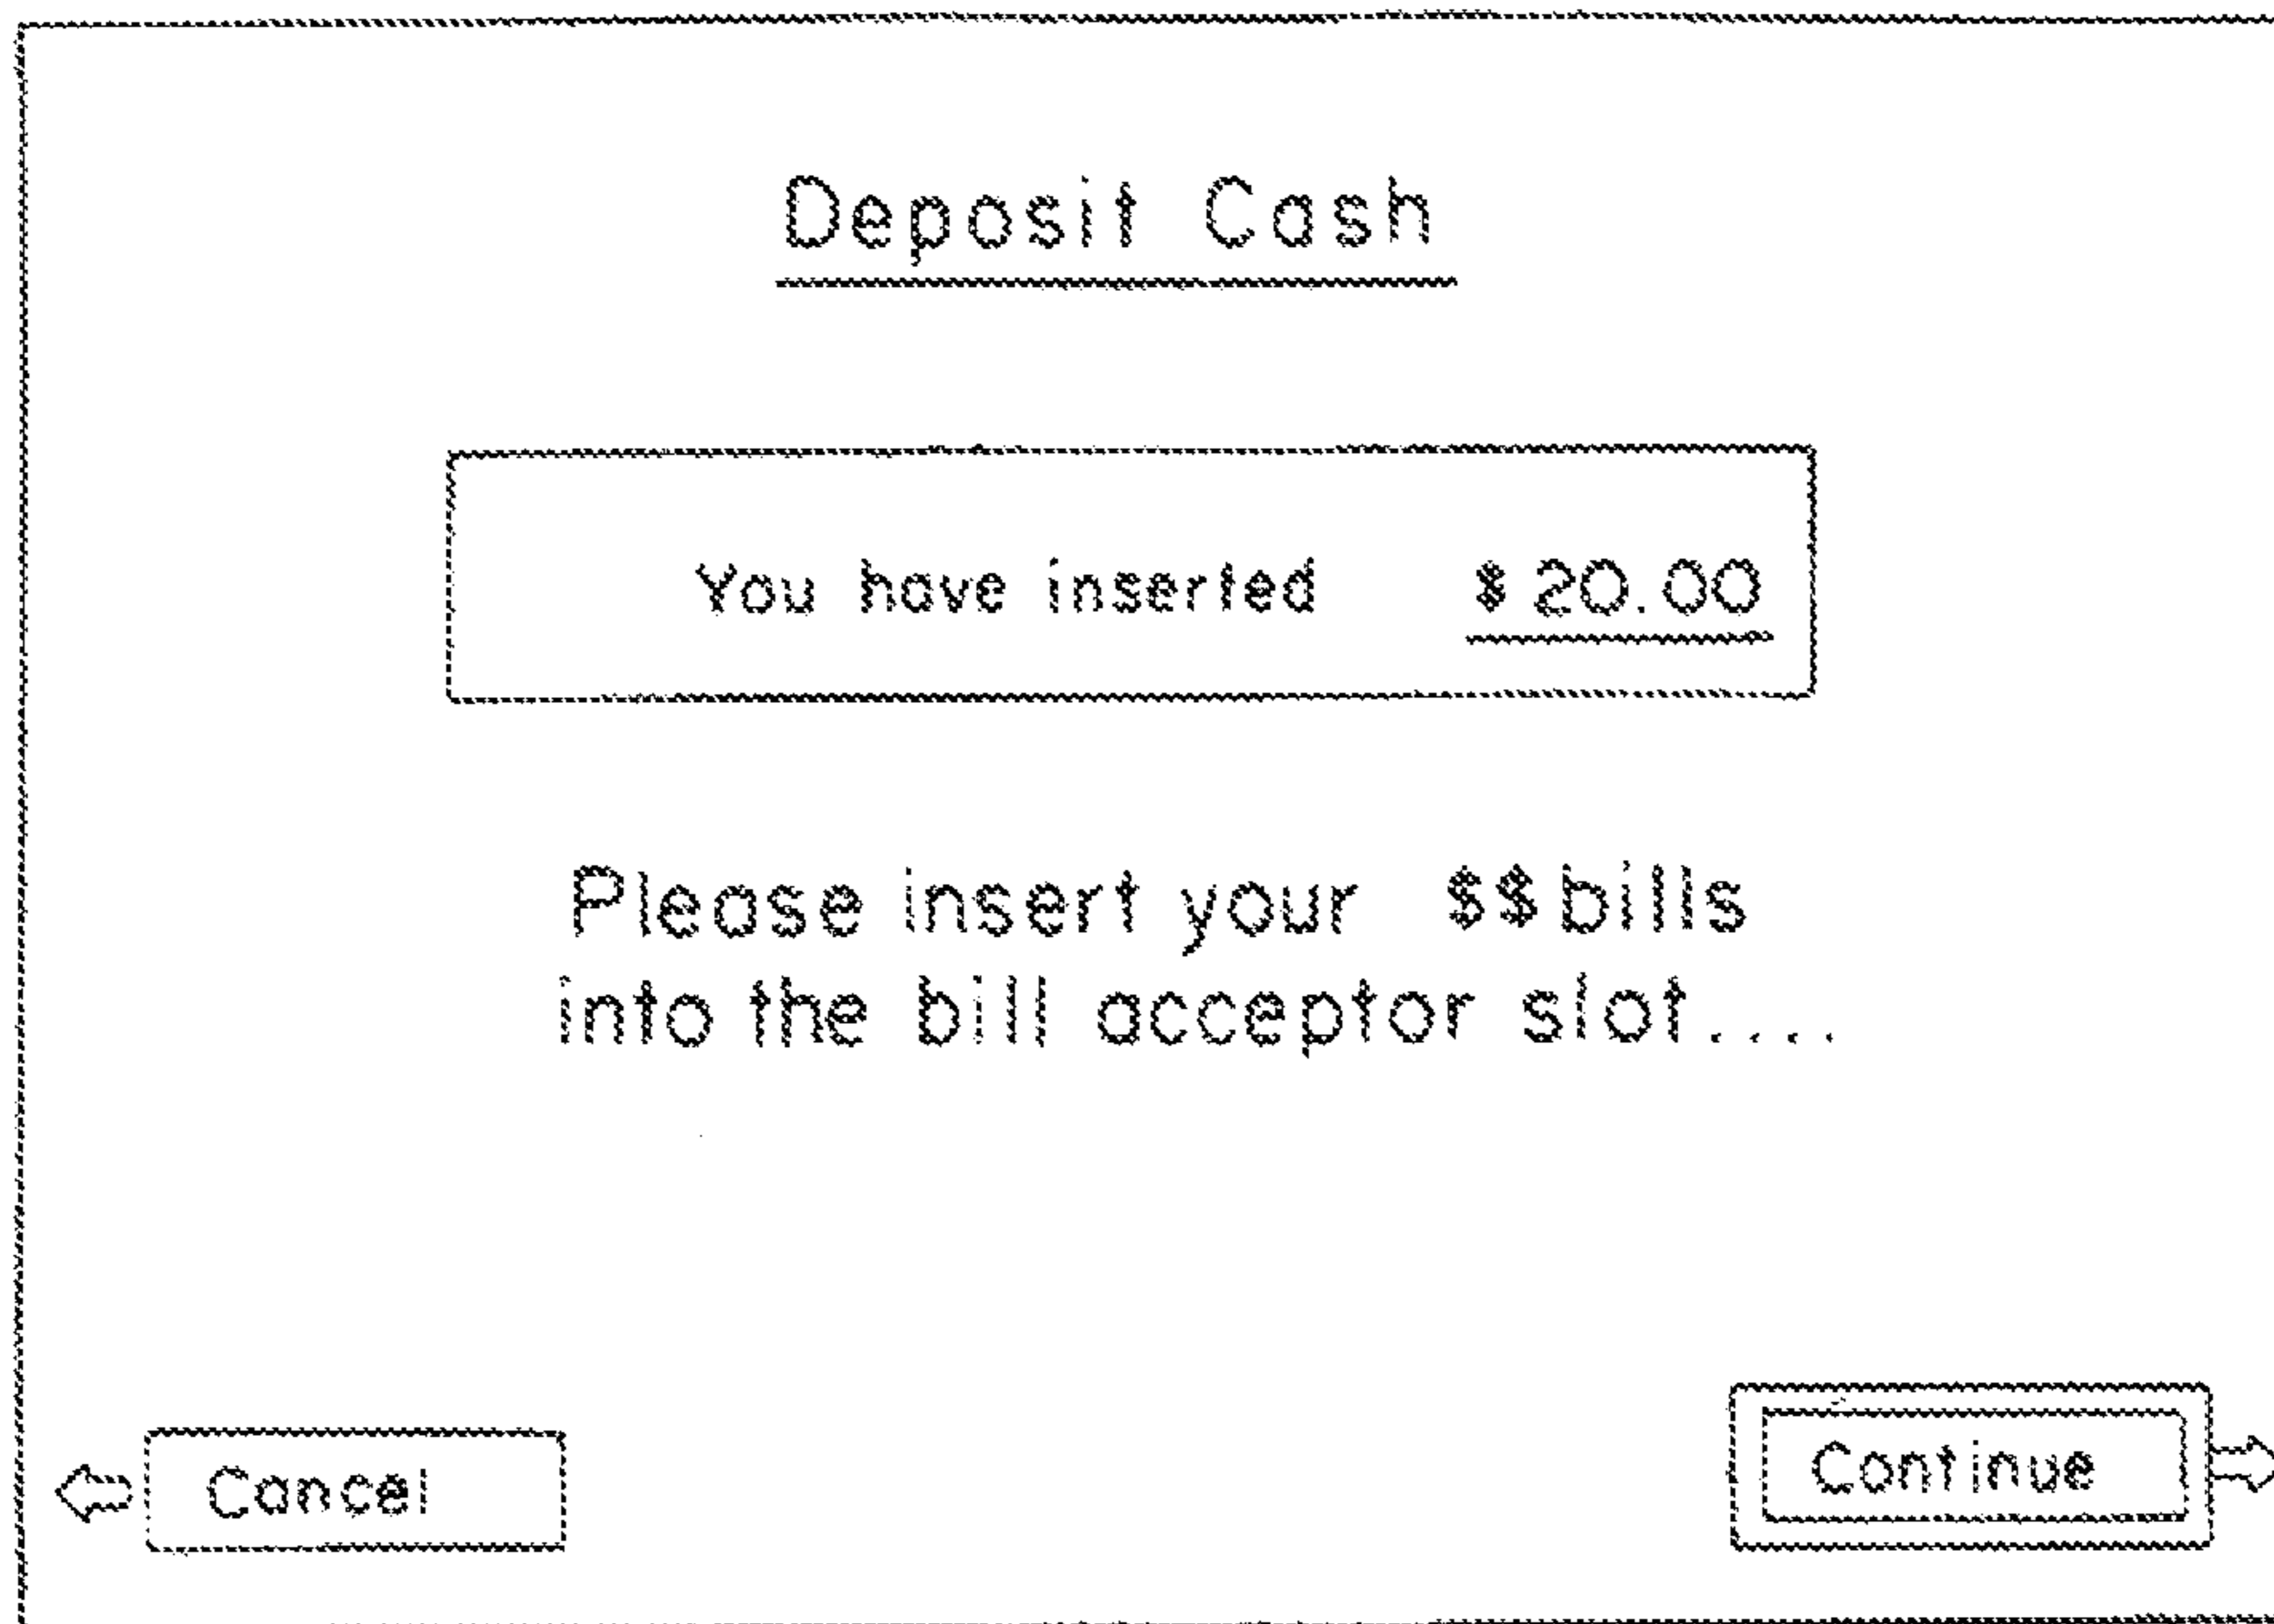 Deposit Cash
You have inserted $20.00
Please insert your $$bills
into the bill acceptor slot....
Cancel
Continue